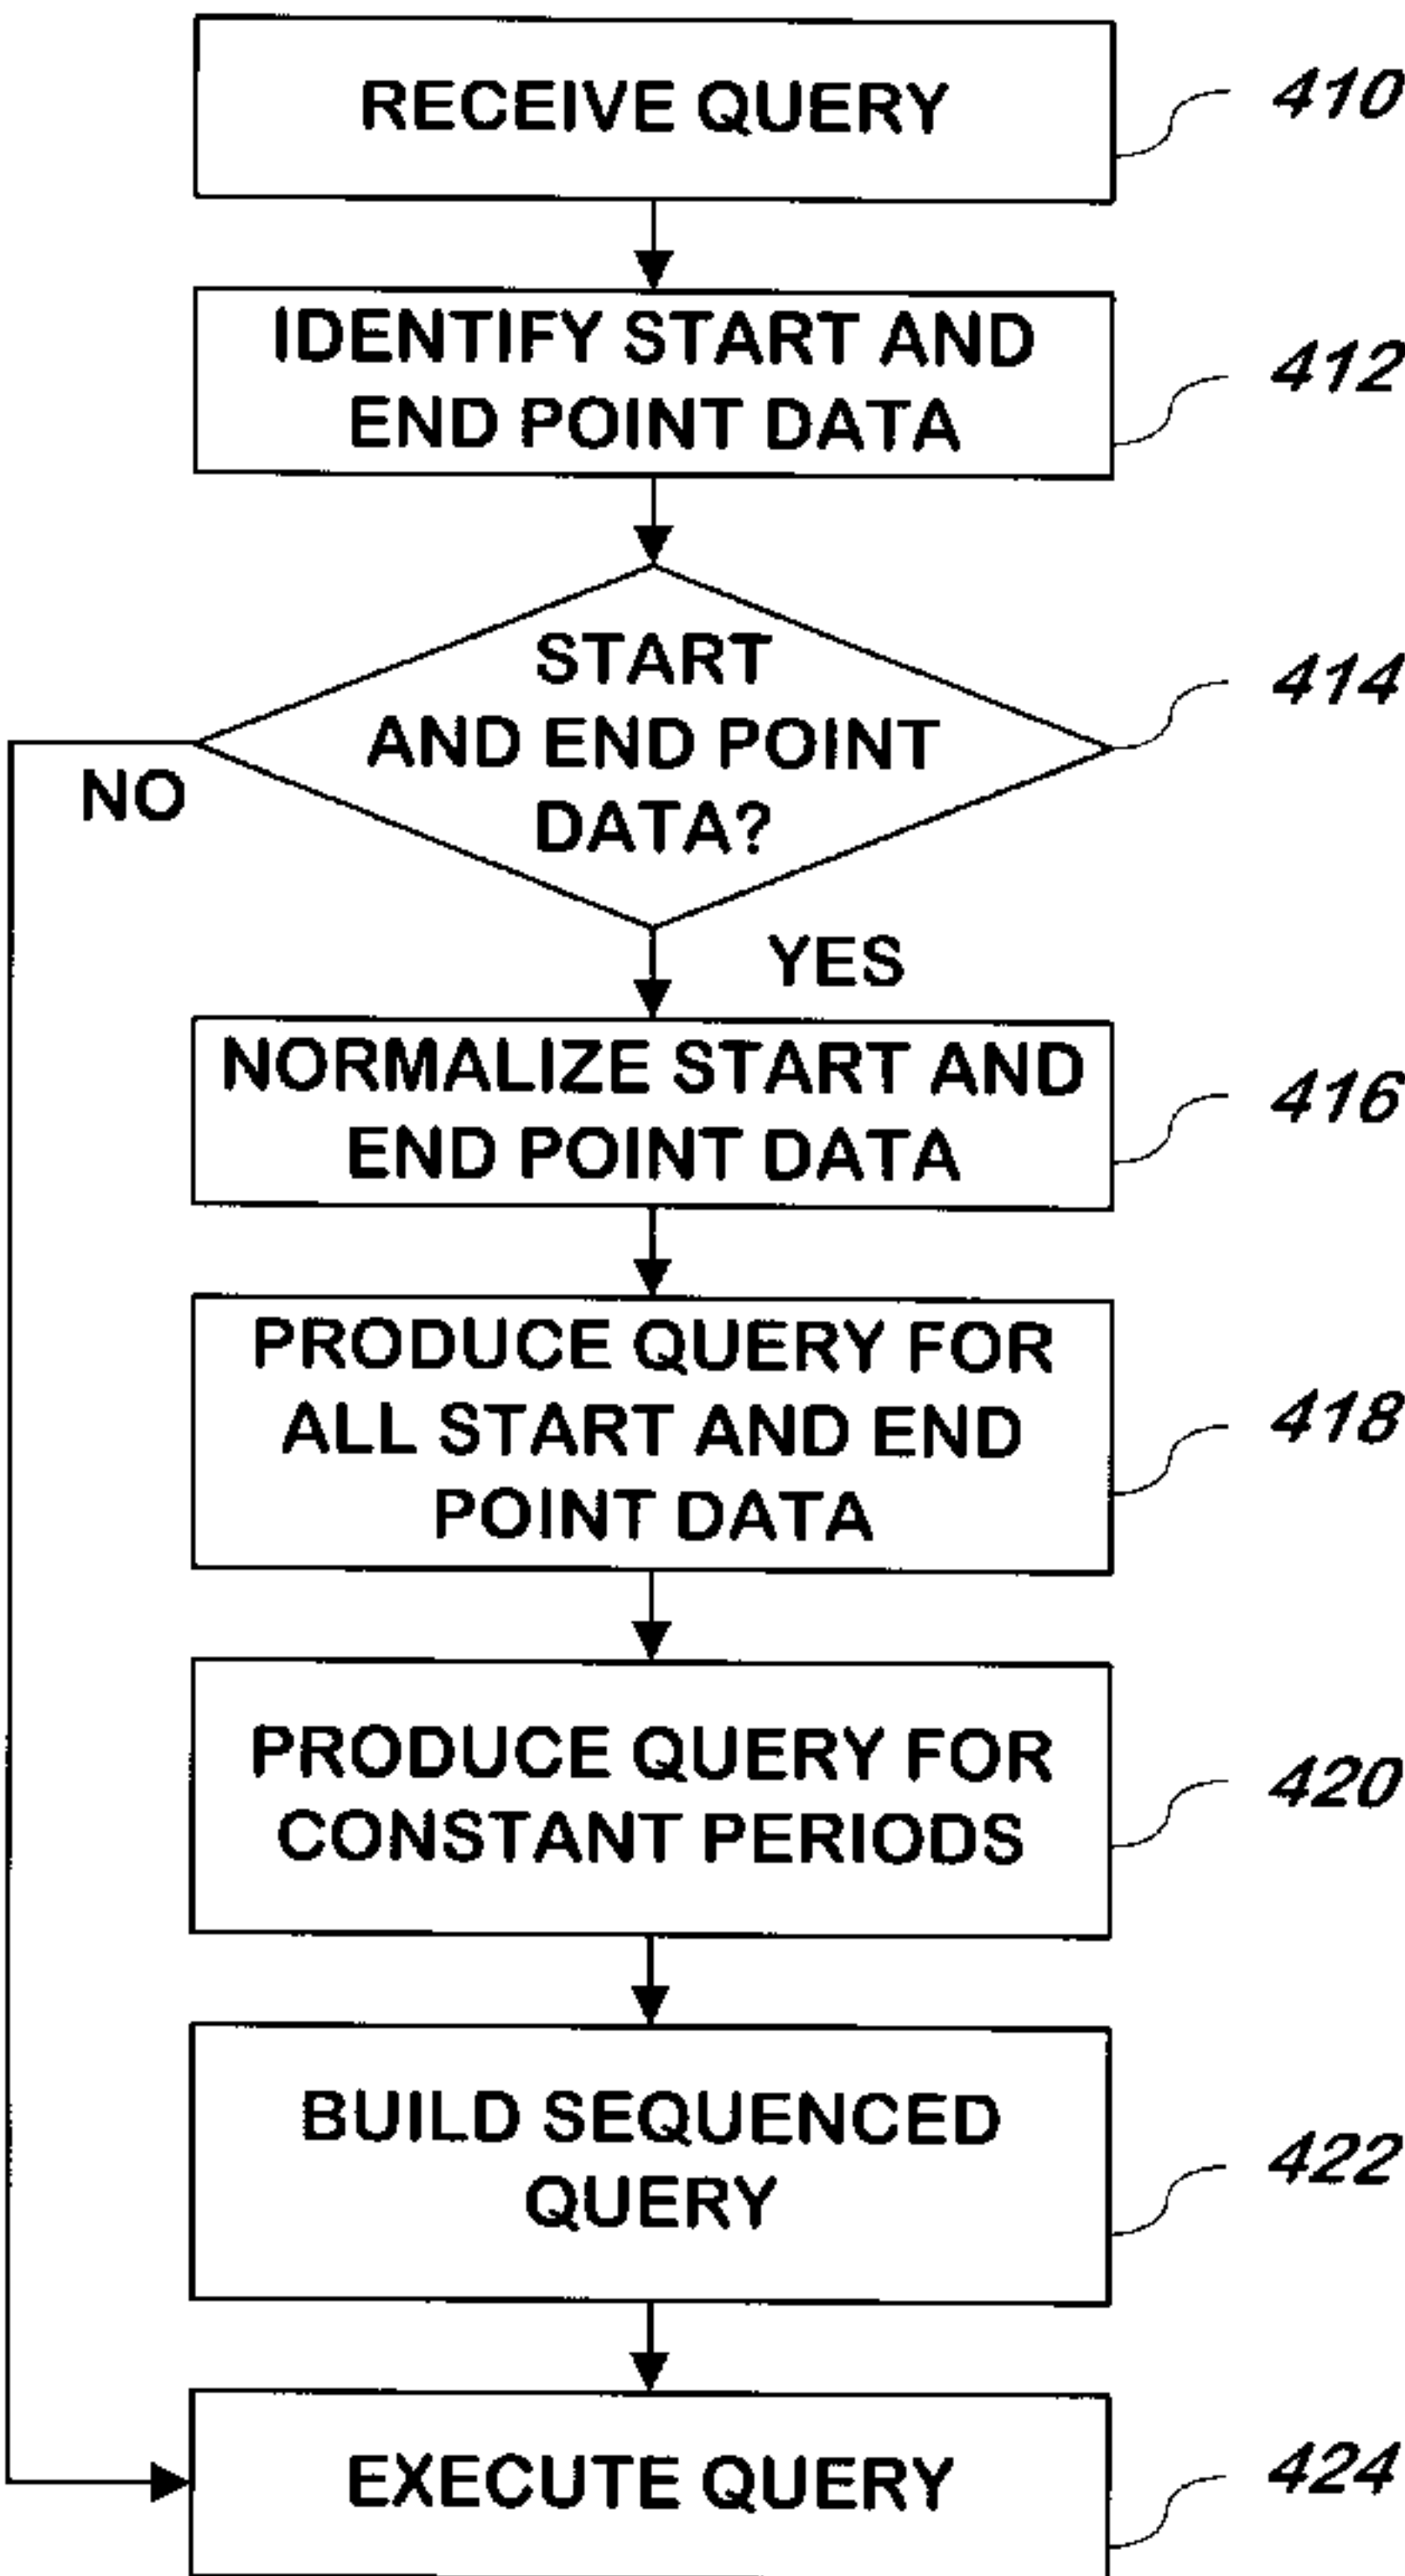 RECEIVE QUERY
410
IDENTIFY START AND
END POINT DATA
412
START
AND END POINT
DATA?
414
NO
YES
NORMALIZE START AND
END POINT DATA
416
PRODUCE QUERY FOR
ALL START AND END
POINT DATA
418
PRODUCE QUERY FOR
CONSTANT PERIODS
420
BUILD SEQUENCED
QUERY
422
EXECUTE QUERY
424